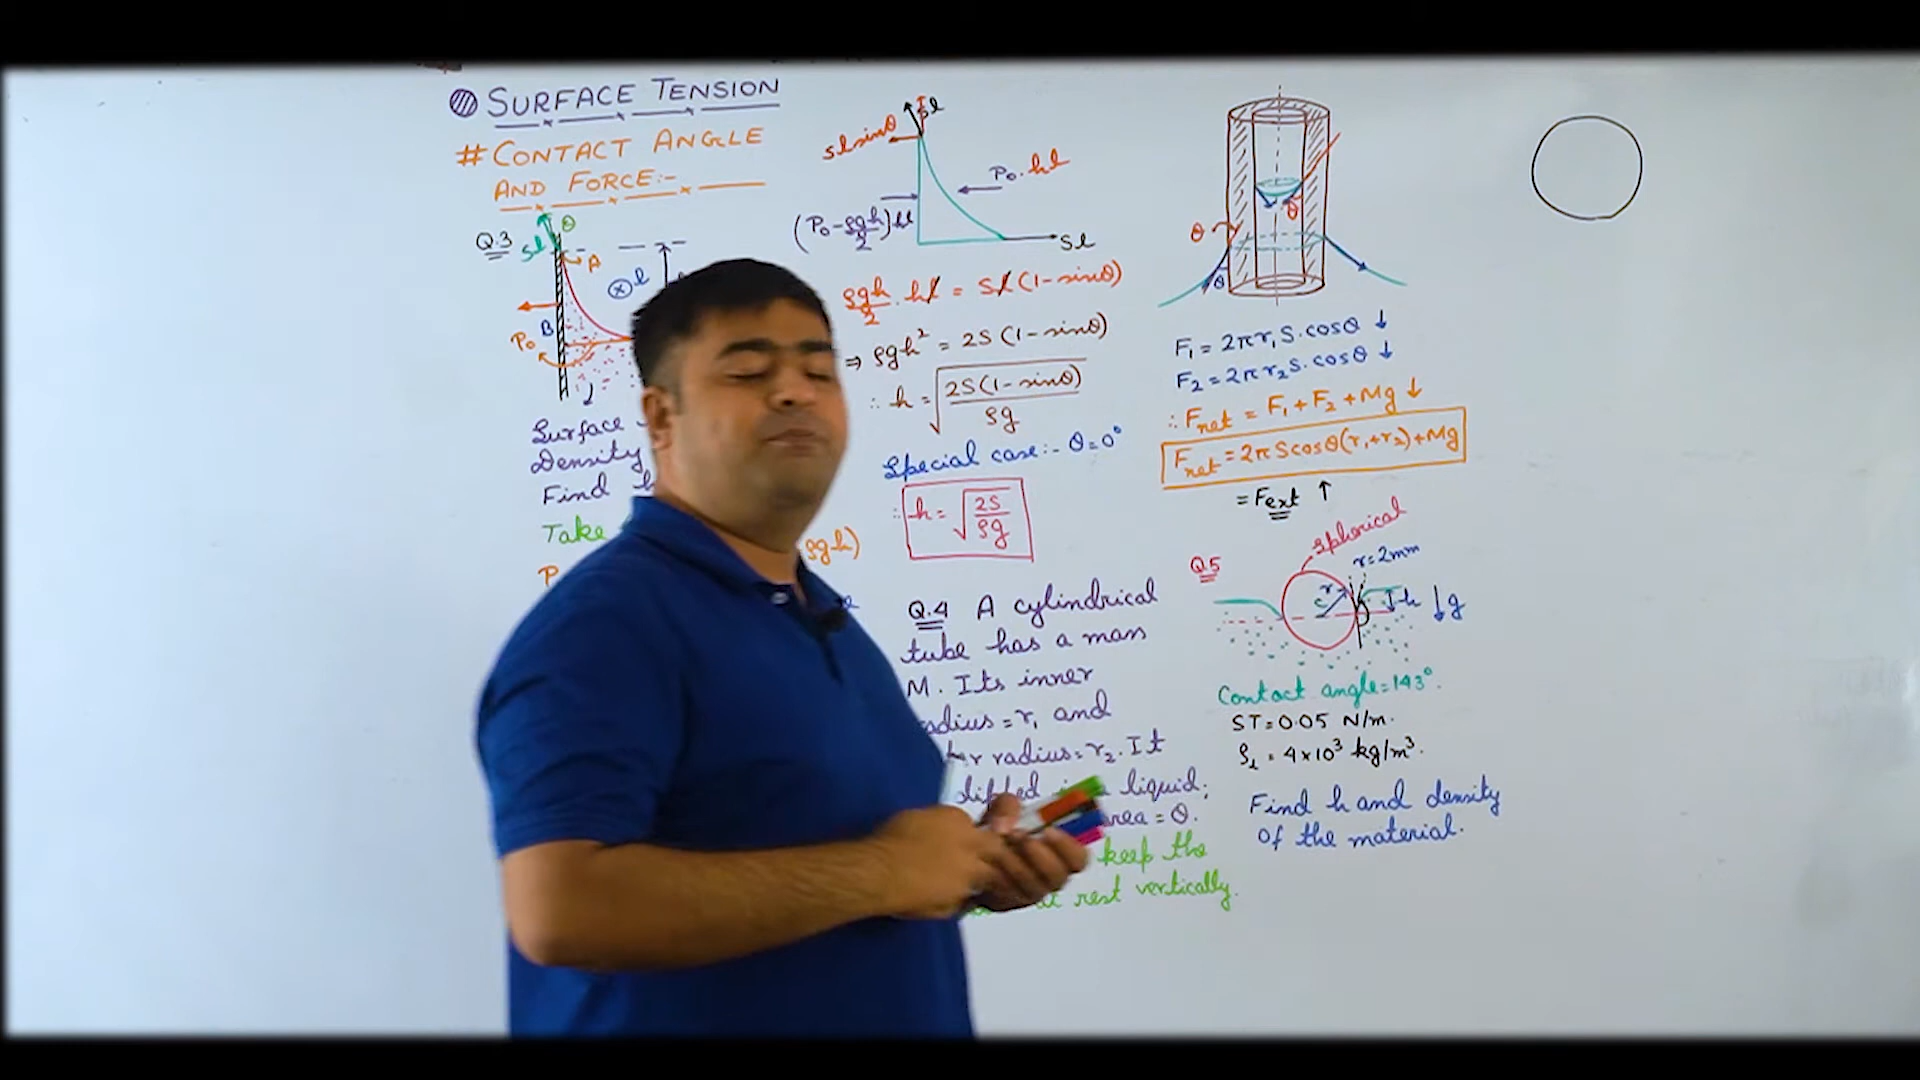 SURFACE TENSION
# CONTACT ANGLE
AND FORCE:-
Q.3
Sl
θ
A
l
B
P₀
Surface
Density
Find h
Take
P
ρgh)
Sl
Sl sinθ
P₀.hl
(P₀-ρgh/2)hl
Sl
ρgh/2 . hl = Sl(1-sinθ)
⇒ ρgh² = 2S(1-sinθ)
∴ h = √(2S(1-sinθ)/ρg)
Special case:- θ=0°
∴ h = √(2S/ρg)
Q.4 A cylindrical
tube has a mass
M. Its inner
radius = r₁ and
radius = r₂. It
dipped liquid;
area = θ.
keep the
at rest vertically.
θ
θ
θ
F₁ = 2πr₁S.cosθ ↓
F₂ = 2πr₂S.cosθ ↓
∴ Fnet = F₁ + F₂ + Mg ↓
Fnet = 2πScosθ(r₁+r₂)+Mg
= Fext ↑
Q5
Spherical
r=2mm
r
C
h
↓g
Contact angle=143°.
ST=0.05 N/m.
ρL = 4×10³ kg/m³.
Find h and density
of the material.